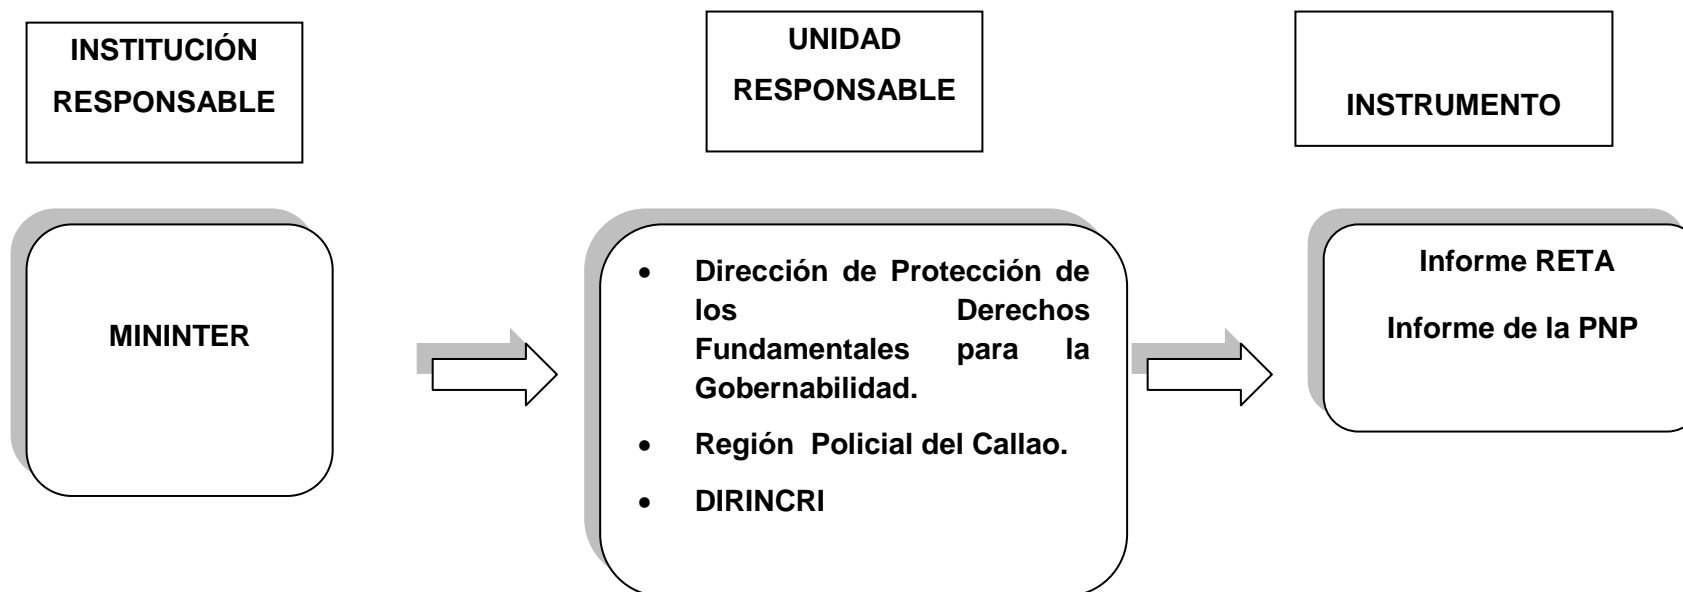 INSTITUCIÓN
RESPONSABLE
UNIDAD
RESPONSABLE
INSTRUMENTO
MININTER
• Dirección de Protección de
los Derechos
Fundamentales para la
Gobernabilidad.
• Región Policial del Callao.
• DIRINCRI
Informe RETA
Informe de la PNP